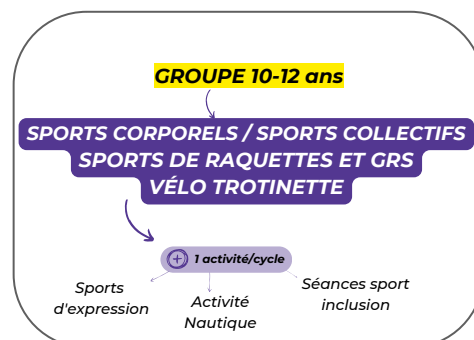 GROUPE 10-12 ans
SPORTS CORPORELS / SPORTS COLLECTIFS
SPORTS DE RAQUETTES ET GRS
VÉLO TROTINETTE
1 activité/cycle
Sports
d'expression
Activité
Nautique
Séances sport
inclusion